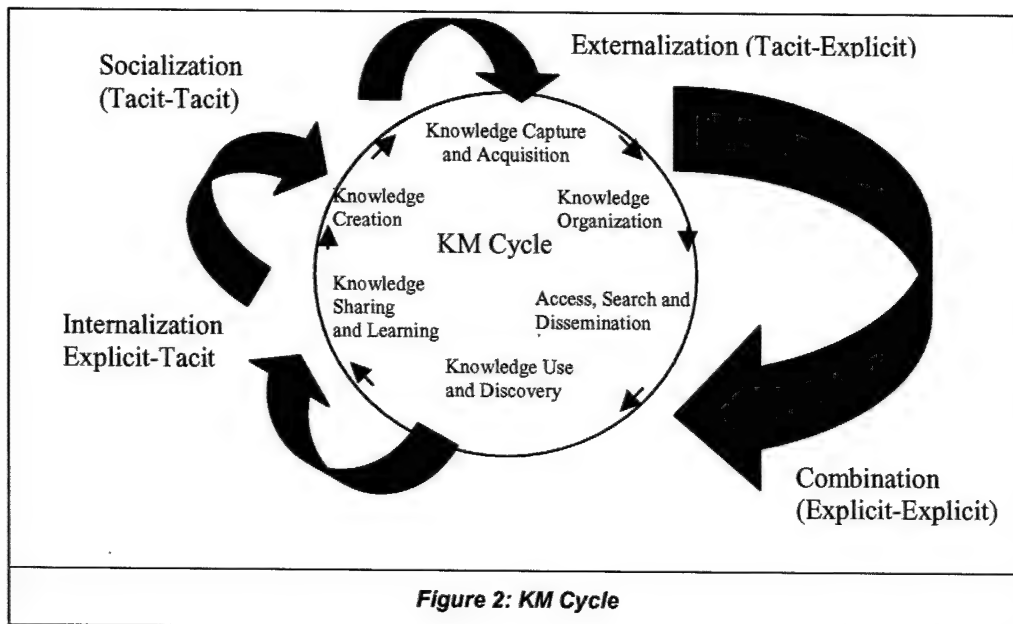 Socialization
(Tacit-Tacit)
Externalization (Tacit-Explicit)
Knowledge Capture
and Acquisition
Knowledge
Creation
Knowledge
Organization
KM Cycle
Knowledge
Sharing
and Learning
Access, Search and
Dissemination
Internalization
Explicit-Tacit
Knowledge Use
and Discovery
Combination
(Explicit-Explicit)
Figure 2: KM Cycle